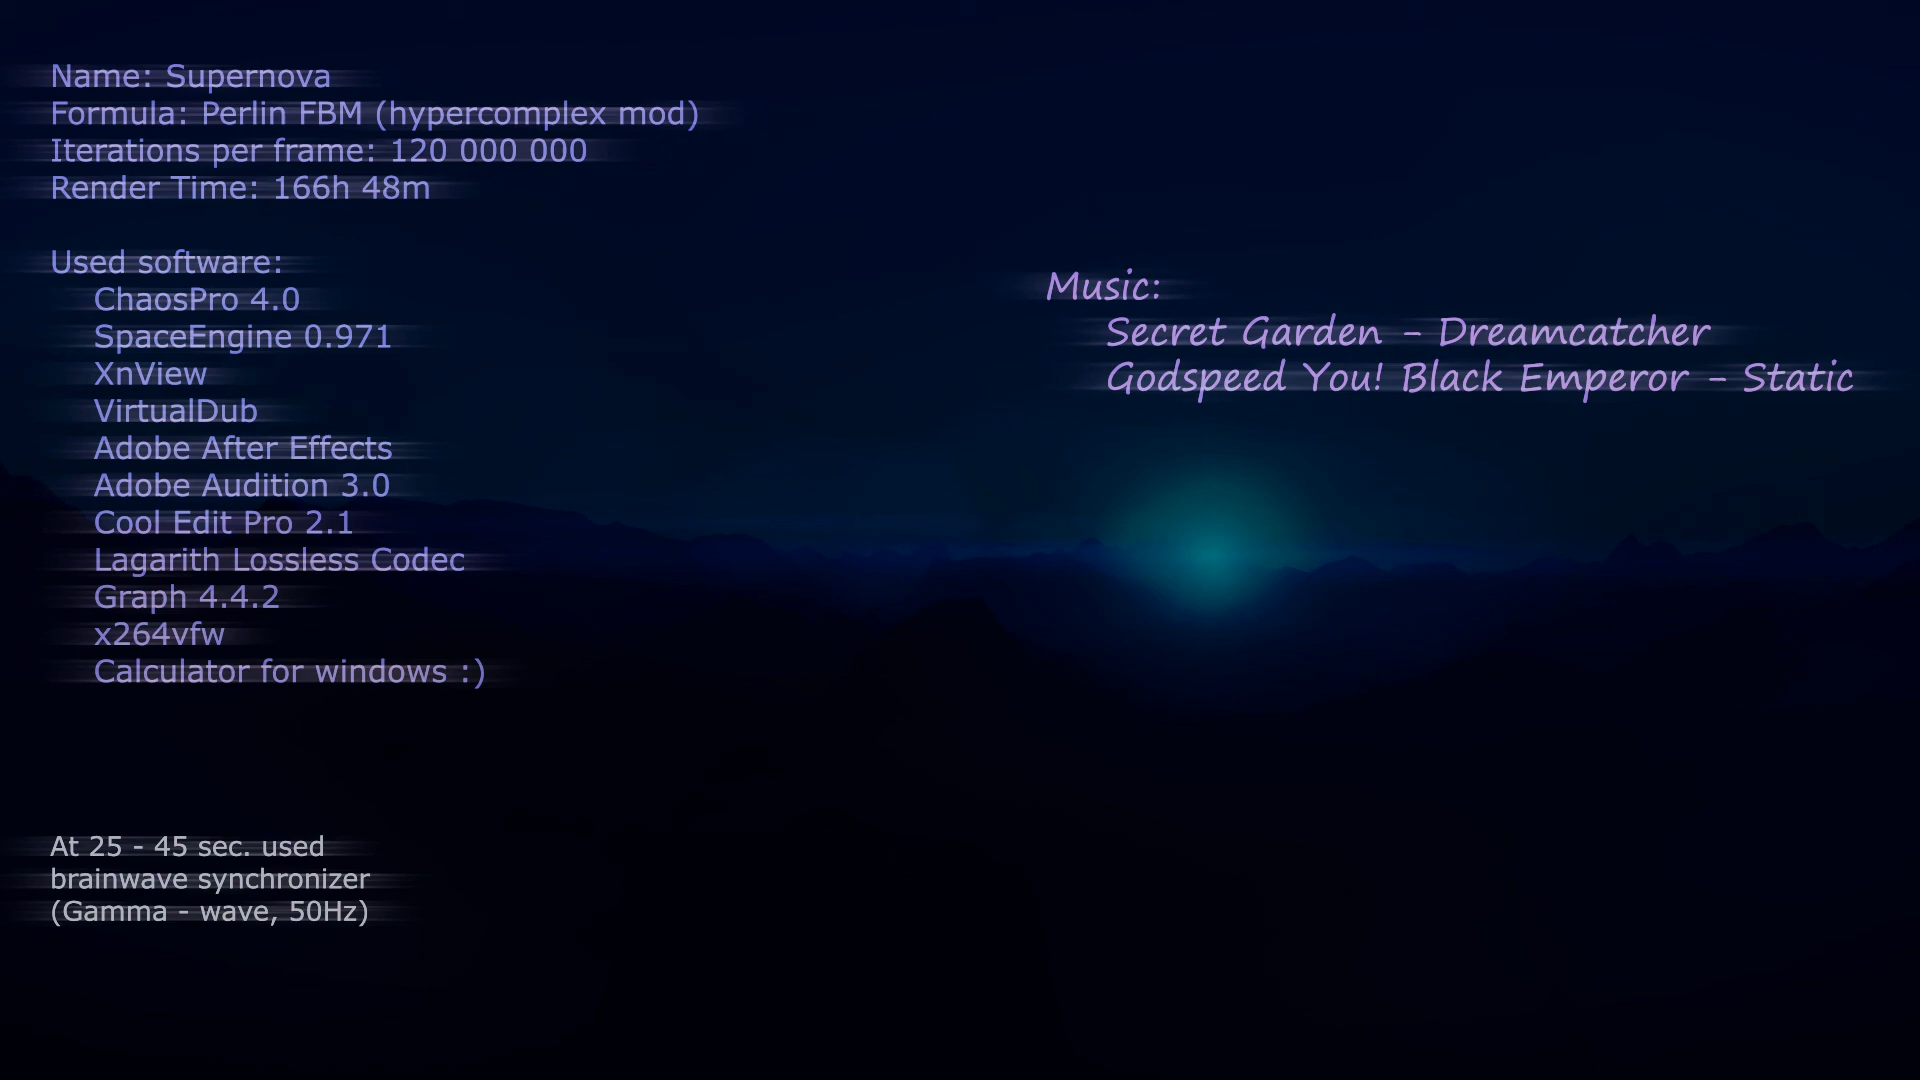 Name: Supernova
Formula: Perlin FBM (hypercomplex mod)
Iterations per frame: 120 000 000
Render Time: 166h 48m
Used software:
ChaosPro 4.0
SpaceEngine 0.971
XnView
VirtualDub
Adobe After Effects
Adobe Audition 3.0
Cool Edit Pro 2.1
Lagarith Lossless Codec
Graph 4.4.2
x264vfw
Calculator for windows :)
At 25 - 45 sec. used
brainwave synchronizer
(Gamma - wave, 50Hz)
Music:
Secret Garden - Dreamcatcher
Godspeed You! Black Emperor - Static